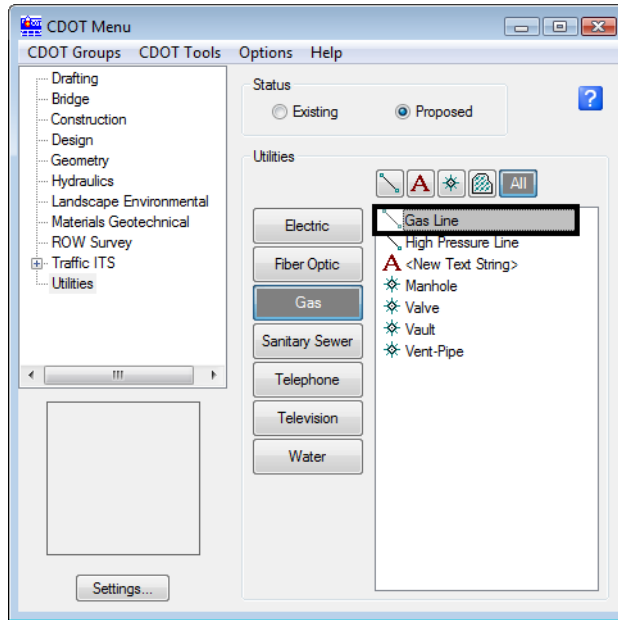 CDOT Menu
CDOT Groups CDOT Tools Options Help
Drafting
Bridge
Construction
Design
Geometry
Hydraulics
Landscape Environmental
Materials Geotechnical
ROW Survey
Traffic ITS
Utilities
Settings...
Status
Existing Proposed
?
Utilities
A All
Electric
Fiber Optic
Gas
Sanitary Sewer
Telephone
Television
Water
Gas Line
High Pressure Line
A <New Text String>
Manhole
Valve
Vault
Vent-Pipe